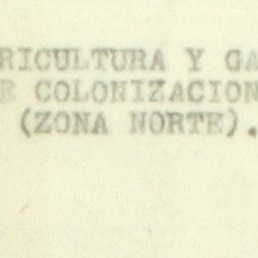 RICULTURA Y GA
E COLONIZACION
(ZONA NORTE).